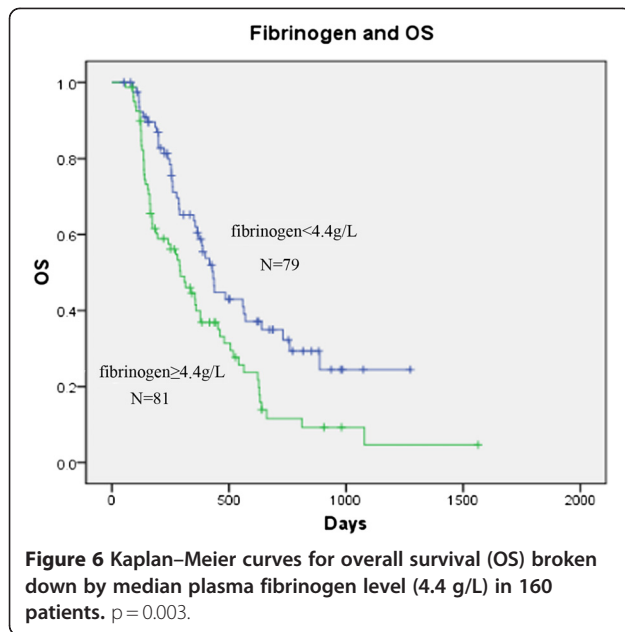 Fibrinogen and OS
1.0
0.8
0.6
0.4
0.2
0.0
OS
fibrinogen<4.4g/L
N=79
fibrinogen≥4.4g/L
N=81
0 500 1000 1500 2000
Days
Figure 6 Kaplan–Meier curves for overall survival (OS) broken
down by median plasma fibrinogen level (4.4 g/L) in 160
patients. p = 0.003.